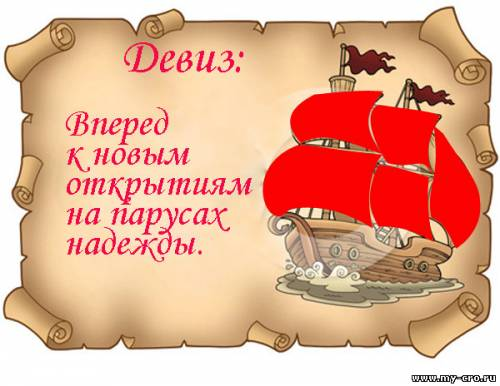 Девиз:
Вперед
к новым
открытиям
на парусах
надежды.
www.my-cro.ru